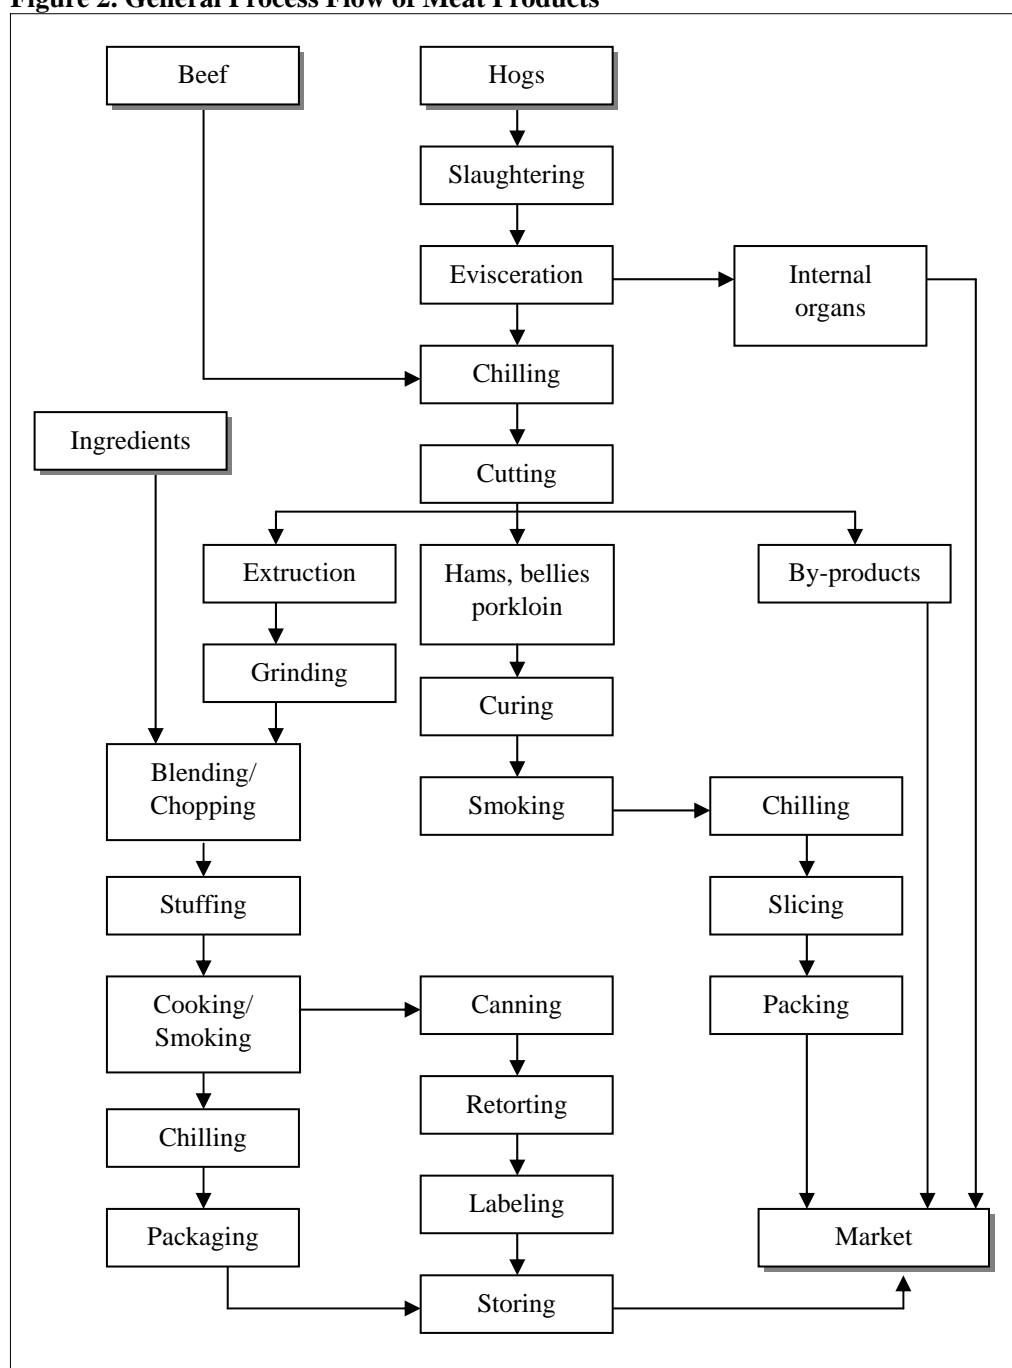 Figure 2. General Process Flow of Meat Products
Beef
Hogs
Slaughtering
Evisceration
Internal
organs
Chilling
Ingredients
Cutting
Extruction
Hams, bellies
porkloin
By-products
Grinding
Curing
Blending/
Chopping
Smoking
Chilling
Stuffing
Slicing
Cooking/
Smoking
Canning
Packing
Retorting
Chilling
Labeling
Packaging
Market
Storing